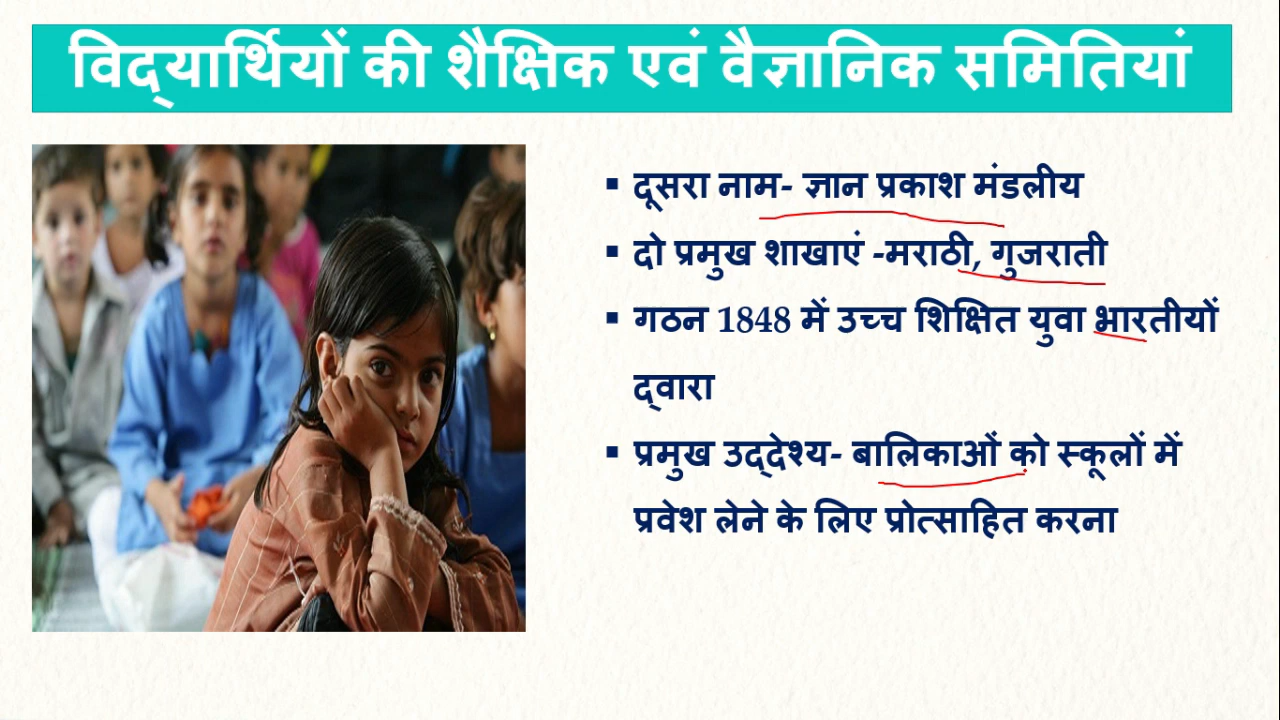 विद्यार्थियों की शैक्षिक एवं वैज्ञानिक समितियां
▪ दूसरा नाम- ज्ञान प्रकाश मंडलीय
▪ दो प्रमुख शाखाएं -मराठी, गुजराती
▪ गठन 1848 में उच्च शिक्षित युवा भारतीयों
द्वारा
▪ प्रमुख उद्देश्य- बालिकाओं को स्कूलों में
प्रवेश लेने के लिए प्रोत्साहित करना